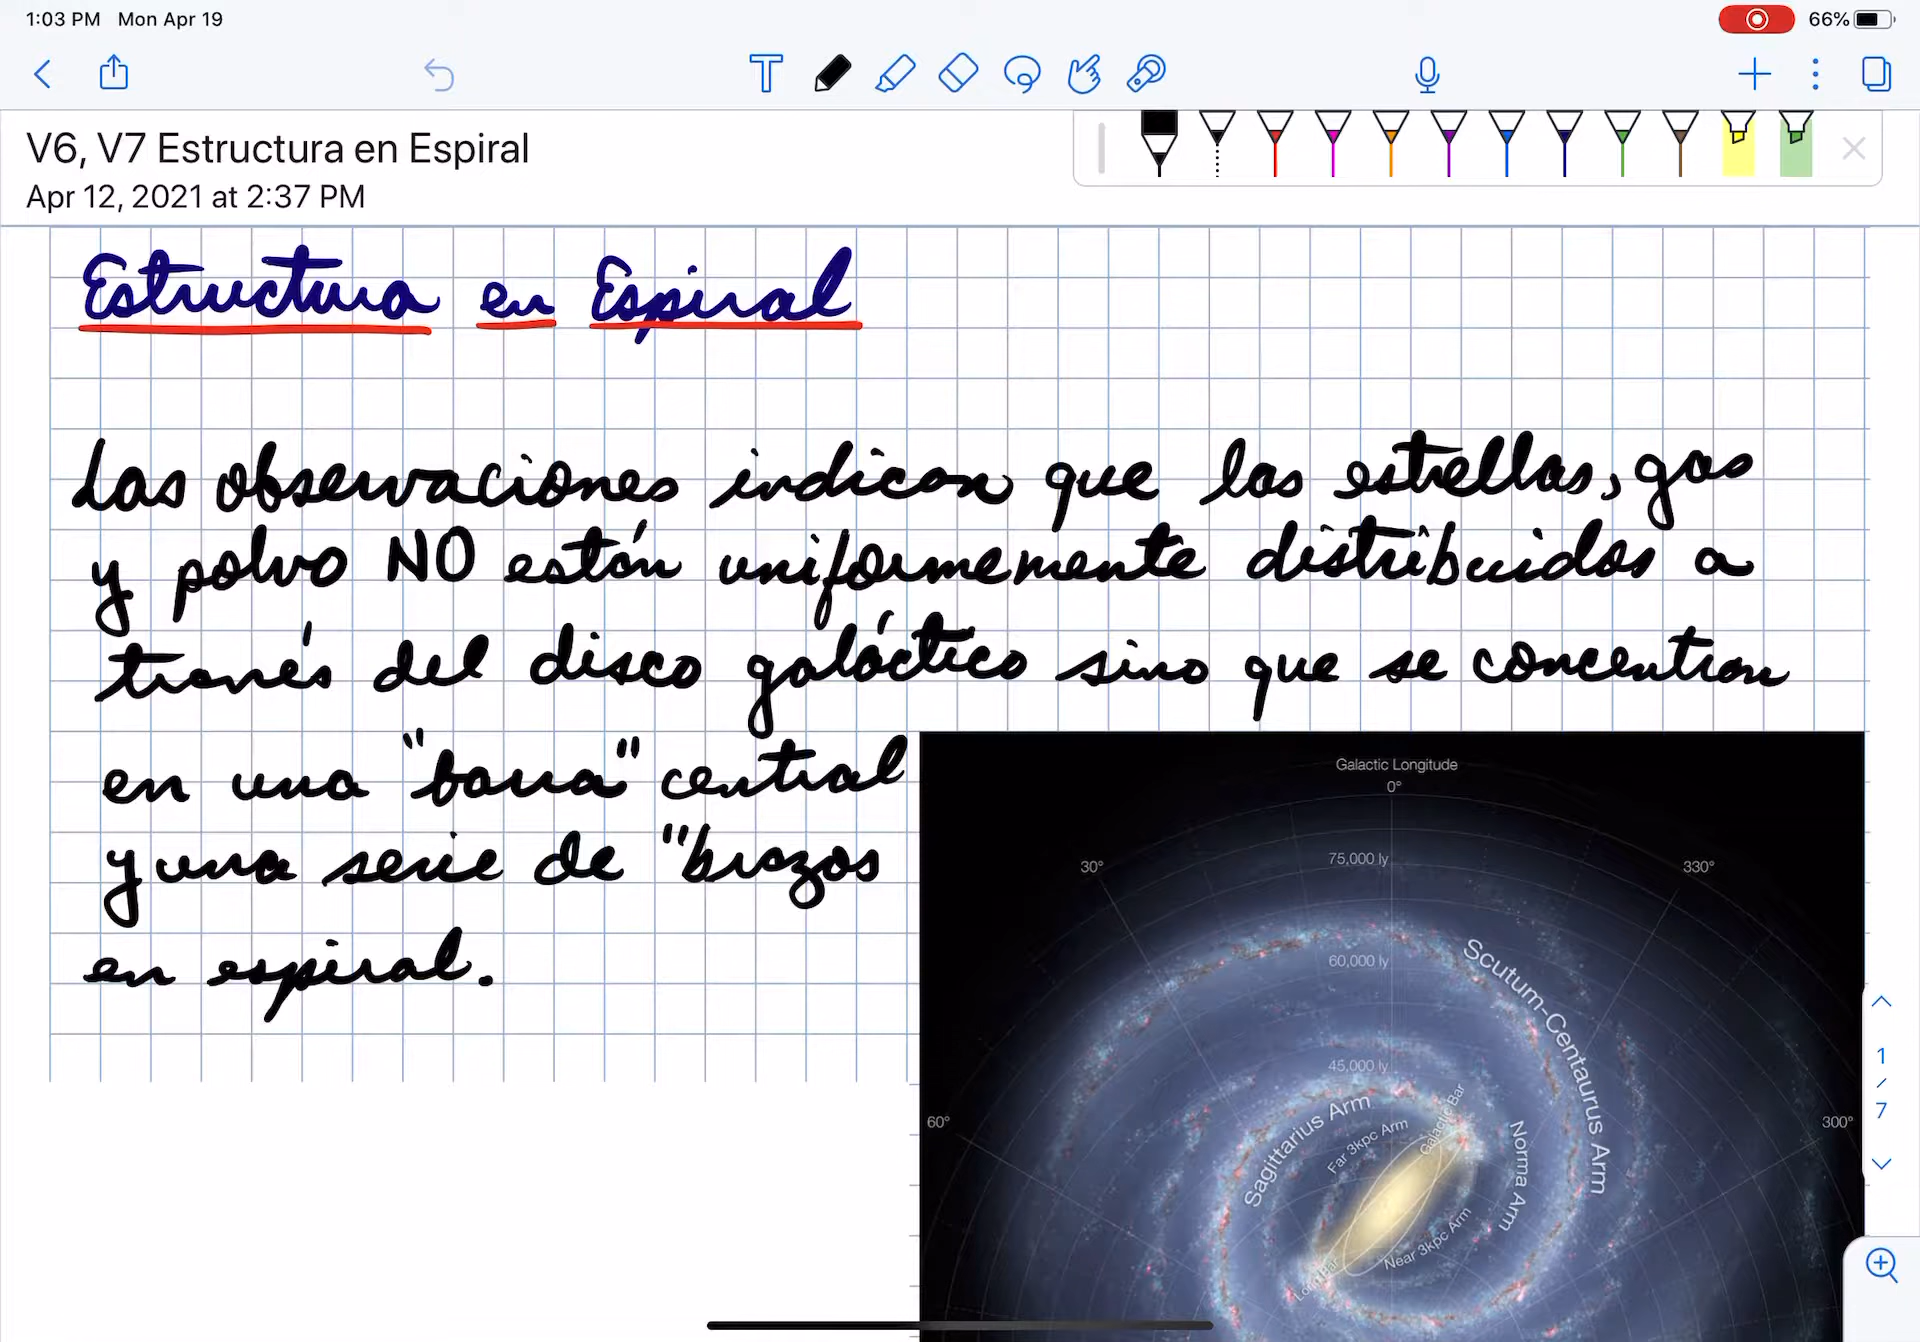 1:03 PM Mon Apr 19
66%
V6, V7 Estructura en Espiral
Apr 12, 2021 at 2:37 PM
Estructura en Espiral
Las observaciones indican que las estrellas, gas
y polvo NO están uniformemente distribuidos a
través del disco galáctico sino que se concentran
en una "barra" central
y una serie de "brazos
en espiral.
Galactic Longitude
0°
30°
330°
75,000 ly
60,000 ly
Scutum-Centaurus Arm
45,000 ly
Sagittarius Arm
Far 3kpc Arm
Galactic Bar
Norma Arm
60°
300°
Near 3kpc Arm
Long Bar
1
/
7